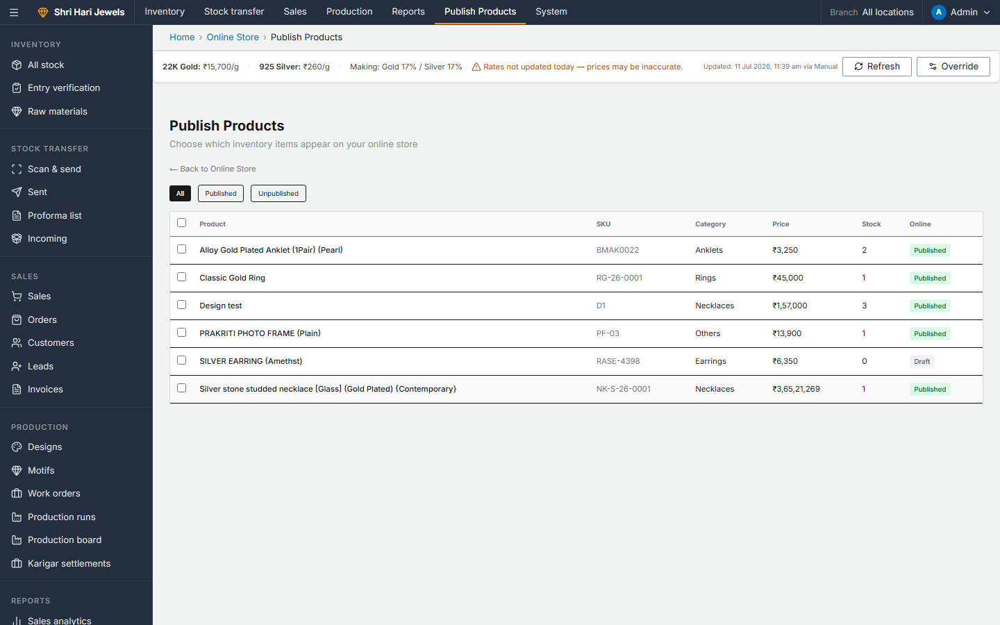 Shri Hari Jewels
Inventory
Stock transfer
Sales
Production
Reports
Publish Products
System
Branch All locations
A Admin
INVENTORY
All stock
Entry verification
Raw materials
STOCK TRANSFER
Scan & send
Sent
Proforma list
Incoming
SALES
Sales
Orders
Customers
Leads
Invoices
PRODUCTION
Designs
Motifs
Work orders
Production runs
Production board
Karigar settlements
REPORTS
Sales analytics
Home › Online Store › Publish Products
22K Gold: ₹15,700/g · 925 Silver: ₹260/g · Making: Gold 17% / Silver 17% Rates not updated today — prices may be inaccurate. Updated: 11 Jul 2026, 11:39 am via Manual Refresh Override
Publish Products
Choose which inventory items appear on your online store
← Back to Online Store
All Published Unpublished
Product SKU Category Price Stock Online
Alloy Gold Plated Anklet (1Pair) (Pearl) BMAK0022 Anklets ₹3,250 2 Published
Classic Gold Ring RG-26-0001 Rings ₹45,000 1 Published
Design test D1 Necklaces ₹1,57,000 3 Published
PRAKRITI PHOTO FRAME (Plain) PF-03 Others ₹13,900 1 Published
SILVER EARRING (Amethst) RASE-4398 Earrings ₹6,350 0 Draft
Silver stone studded necklace [Glass] (Gold Plated) {Contemporary} NK-S-26-0001 Necklaces ₹3,65,21,269 1 Published